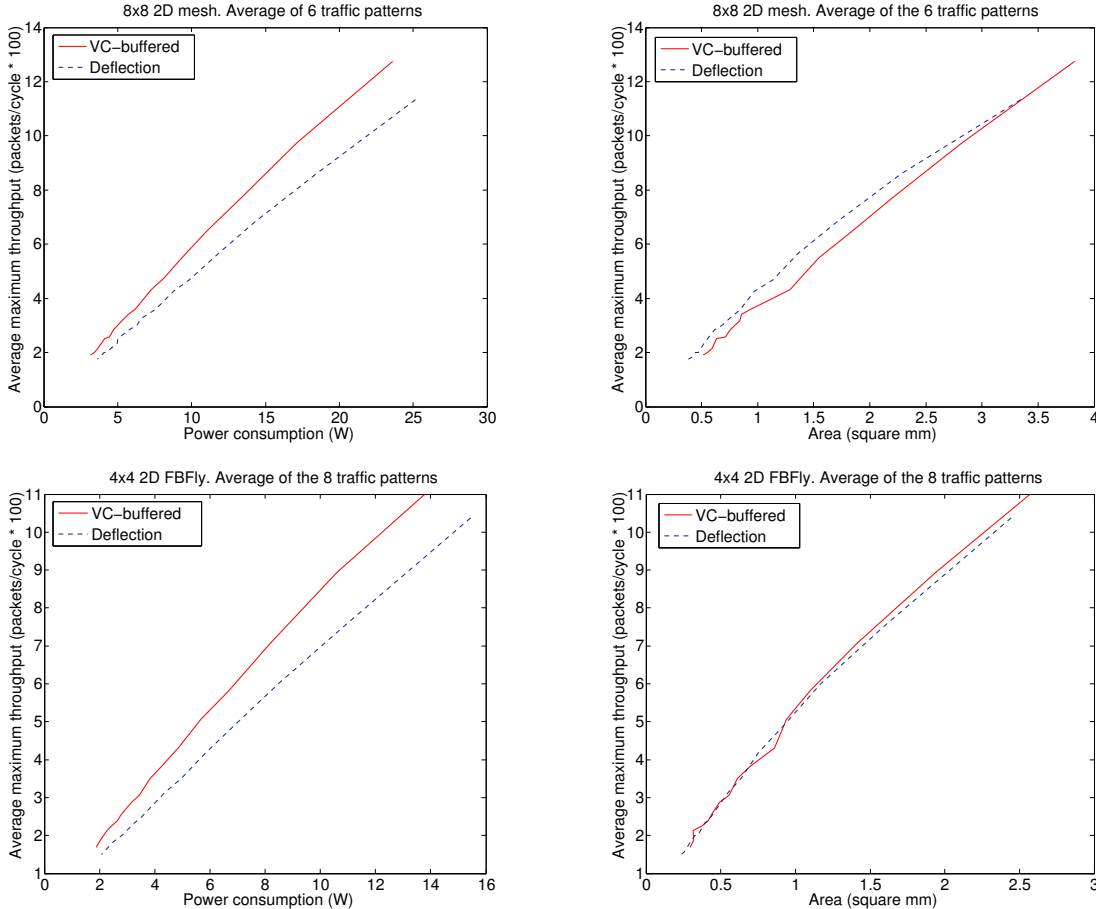 8x8 2D mesh. Average of 6 traffic patterns
Average maximum throughput (packets/cycle * 100)
14
12
10
8
6
4
2
0
VC-buffered
Deflection
0 5 10 15 20 25 30
Power consumption (W)
8x8 2D mesh. Average of the 6 traffic patterns
Average maximum throughput (packets/cycle * 100)
14
12
10
8
6
4
2
0
VC-buffered
Deflection
0 0.5 1 1.5 2 2.5 3 3.5 4
Area (square mm)
4x4 2D FBFly. Average of the 8 traffic patterns
Average maximum throughput (packets/cycle * 100)
11
10
9
8
7
6
5
4
3
2
1
VC-buffered
Deflection
0 2 4 6 8 10 12 14 16
Power consumption (W)
4x4 2D FBFly. Average of the 8 traffic patterns
Average maximum throughput (packets/cycle * 100)
11
10
9
8
7
6
5
4
3
2
1
VC-buffered
Deflection
0 0.5 1 1.5 2 2.5 3
Area (square mm)